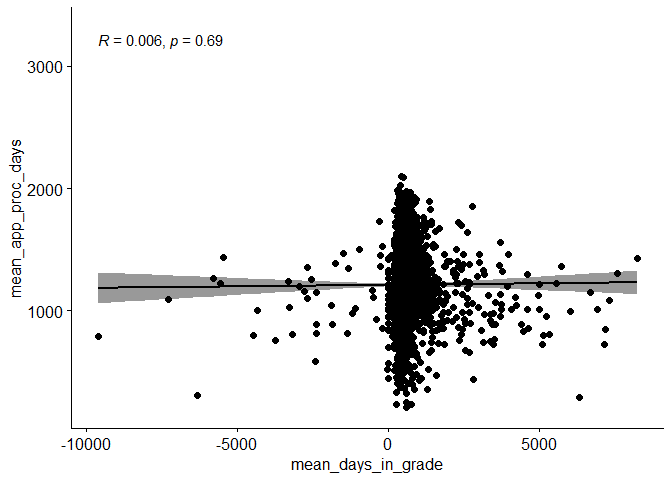 R = 0.006, p = 0.69
3000
2000
1000
mean_app_proc_days
-10000 -5000 0 5000
mean_days_in_grade